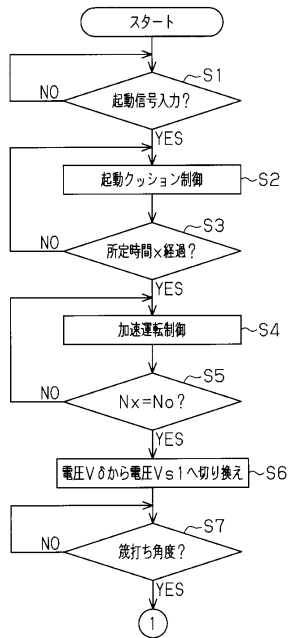 スタート
S1
起動信号入力?
NO
YES
起動クッション制御
S2
S3
所定時間x経過?
NO
YES
加速運転制御
S4
S5
Nx=No?
NO
YES
電圧Vδから電圧Vs1へ切り換え
S6
S7
筬打ち角度?
NO
YES
1